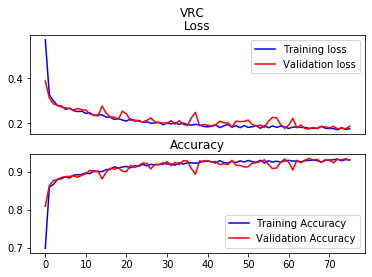 VRC
Loss
Training loss
Validation loss
0.4
0.2
Accuracy
0.9
0.8
0.7
Training Accuracy
Validation Accuracy
0 10 20 30 40 50 60 70